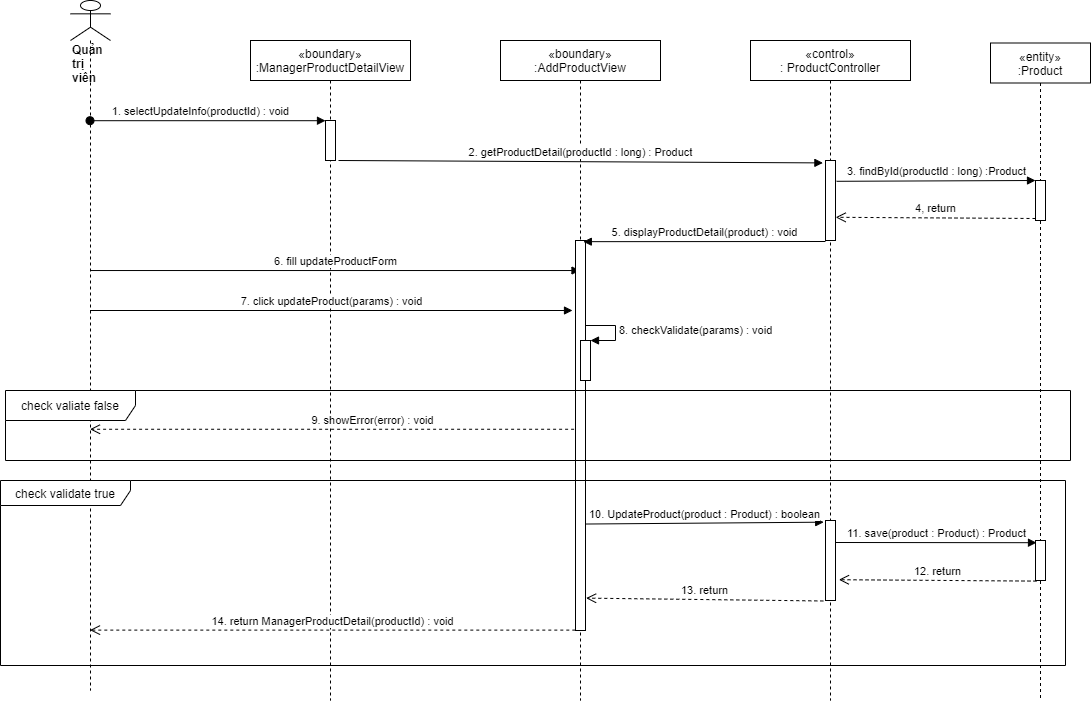 Quản
trị
viên
«boundary»
:ManagerProductDetailView
«boundary»
:AddProductView
«control»
: ProductController
«entity»
:Product
1. selectUpdateInfo(productId) : void
2. getProductDetail(productId : long) : Product
3. findById(productId : long) :Product
4, return
5. displayProductDetail(product) : void
6. fill updateProductForm
7. click updateProduct(params) : void
8. checkValidate(params) : void
check valiate false
9. showError(error) : void
check validate true
10. UpdateProduct(product : Product) : boolean
11. save(product : Product) : Product
12. return
13. return
14. return ManagerProductDetail(productId) : void